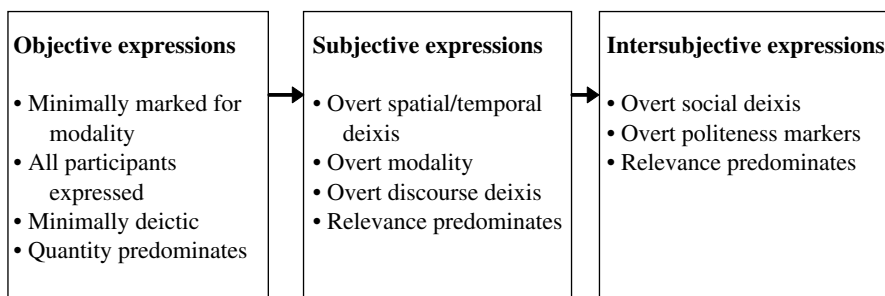 Objective expressions
• Minimally marked for
modality
• All participants
expressed
• Minimally deictic
• Quantity predominates
Subjective expressions
• Overt spatial/temporal
deixis
• Overt modality
• Overt discourse deixis
• Relevance predominates
Intersubjective expressions
• Overt social deixis
• Overt politeness markers
• Relevance predominates